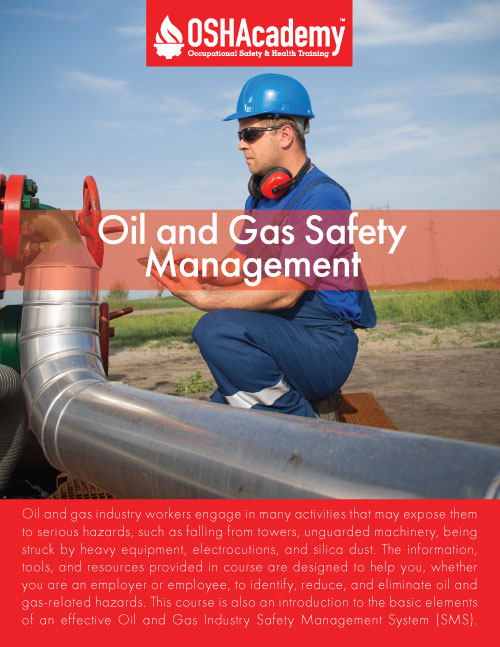 OSHAcademy™
Occupational Safety & Health Training
Oil and Gas Safety
Management
Oil and gas industry workers engage in many activities that may expose them
to serious hazards, such as falling from towers, unguarded machinery, being
struck by heavy equipment, electrocutions, and silica dust. The information,
tools, and resources provided in course are designed to help you, whether
you are an employer or employee, to identify, reduce, and eliminate oil and
gas-related hazards. This course is also an introduction to the basic elements
of an effective Oil and Gas Industry Safety Management System (SMS).